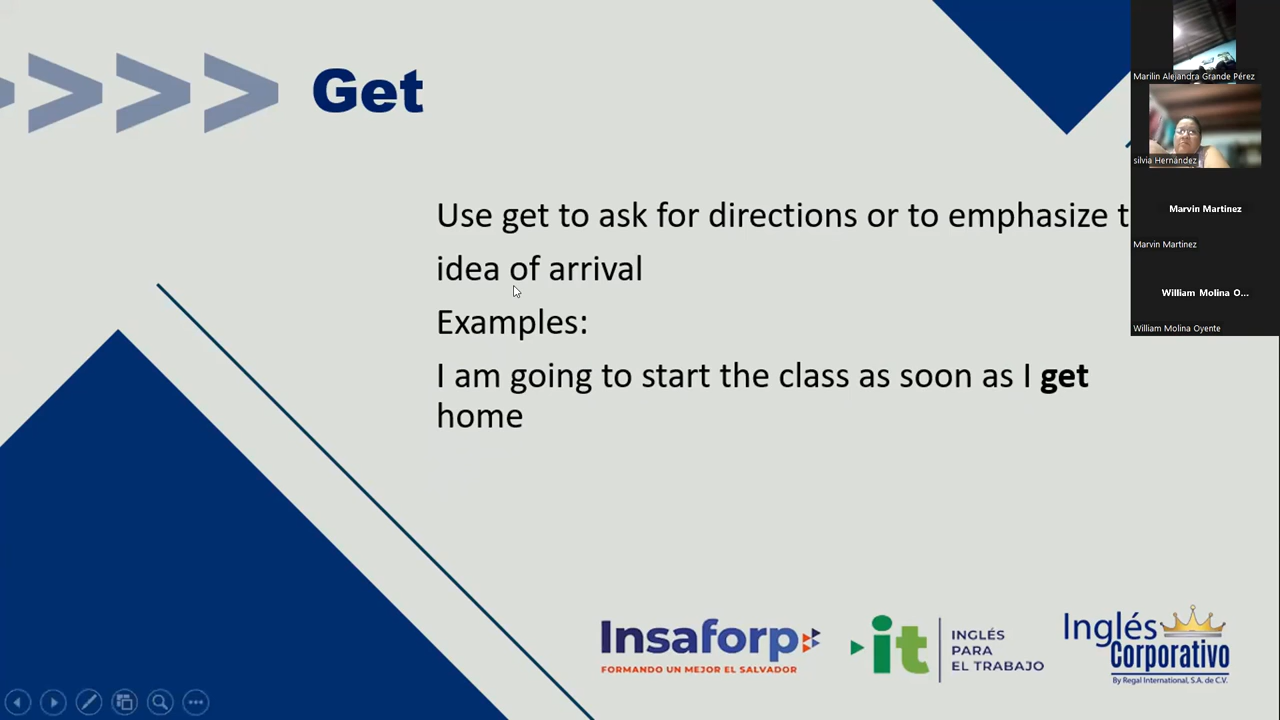 Get
Use get to ask for directions or to emphasize t
idea of arrival
Examples:
I am going to start the class as soon as I get
home
Marilin Alejandra Grande Pérez
silvia Hernández
Marvin Martinez
Marvin Martinez
William Molina O...
William Molina Oyente
Insaforp
FORMANDO UN MEJOR EL SALVADOR
it
INGLÉS
PARA
EL TRABAJO
Inglés
Corporativo
By Regal International, S.A. de C.V.